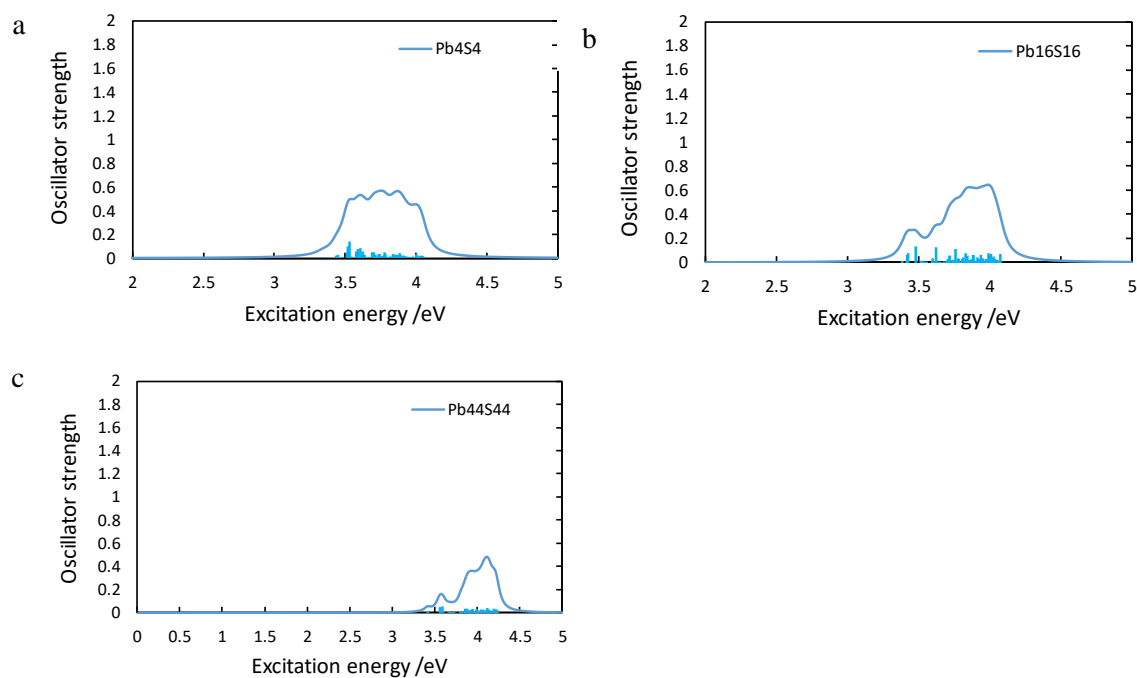 a
2
1.8
1.6
1.4
1.2
1
0.8
0.6
0.4
0.2
0
Oscillator strength
Pb4S4
2 2.5 3 3.5 4 4.5 5
Excitation energy /eV
b
2
1.8
1.6
1.4
1.2
1
0.8
0.6
0.4
0.2
0
Oscillator strength
Pb16S16
2 2.5 3 3.5 4 4.5 5
Excitation energy /eV
c
2
1.8
1.6
1.4
1.2
1
0.8
0.6
0.4
0.2
0
Oscillator strength
Pb44S44
0 0.5 1 1.5 2 2.5 3 3.5 4 4.5 5
Excitation energy /eV